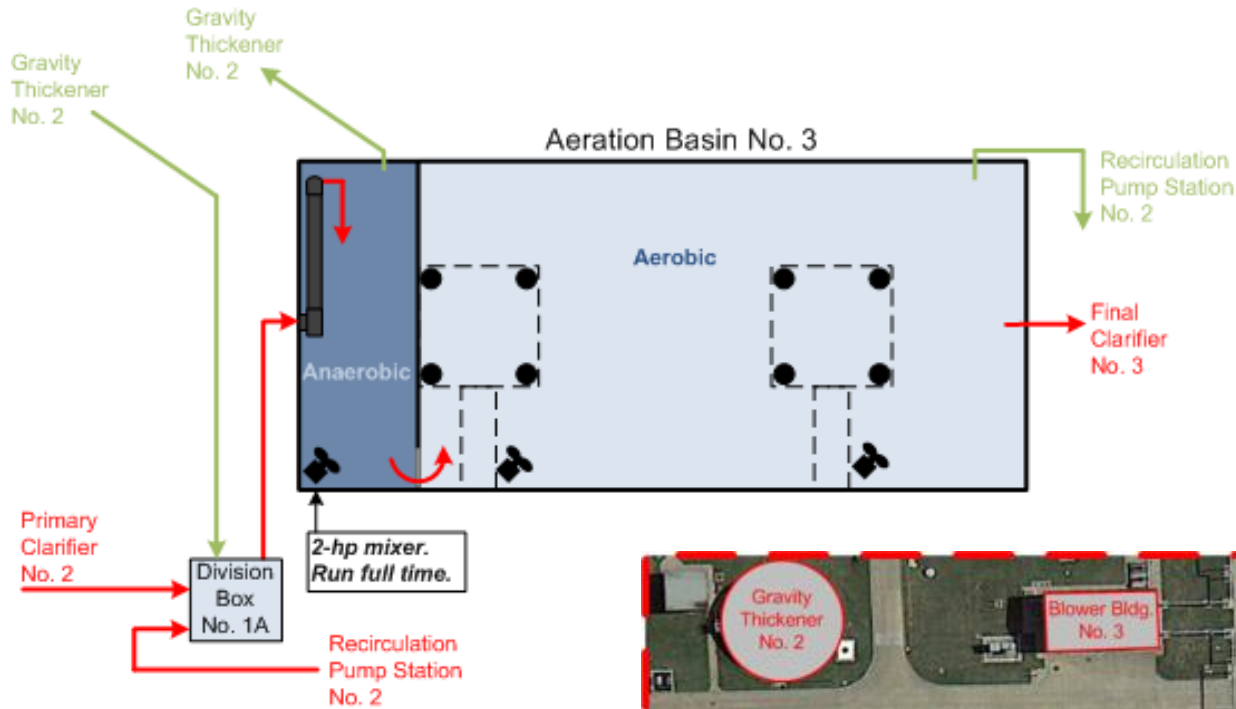 Gravity
Thickener
No. 2
Gravity
Thickener
No. 2
Aeration Basin No. 3
Recirculation
Pump Station
No. 2
Aerobic
Anaerobic
Final
Clarifier
No. 3
2-hp mixer.
Run full time.
Primary
Clarifier
No. 2
Division
Box
No. 1A
Recirculation
Pump Station
No. 2
Gravity
Thickener
No. 2
Blower Bldg.
No. 3